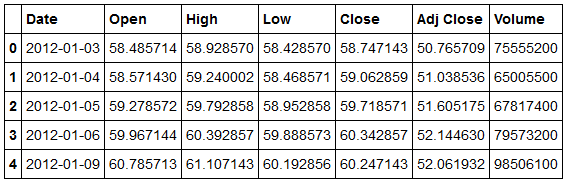 Date Open High Low Close Adj Close Volume
0 2012-01-03 58.485714 58.928570 58.428570 58.747143 50.765709 75555200
1 2012-01-04 58.571430 59.240002 58.468571 59.062859 51.038536 65005500
2 2012-01-05 59.278572 59.792858 58.952858 59.718571 51.605175 67817400
3 2012-01-06 59.967144 60.392857 59.888573 60.342857 52.144630 79573200
4 2012-01-09 60.785713 61.107143 60.192856 60.247143 52.061932 98506100